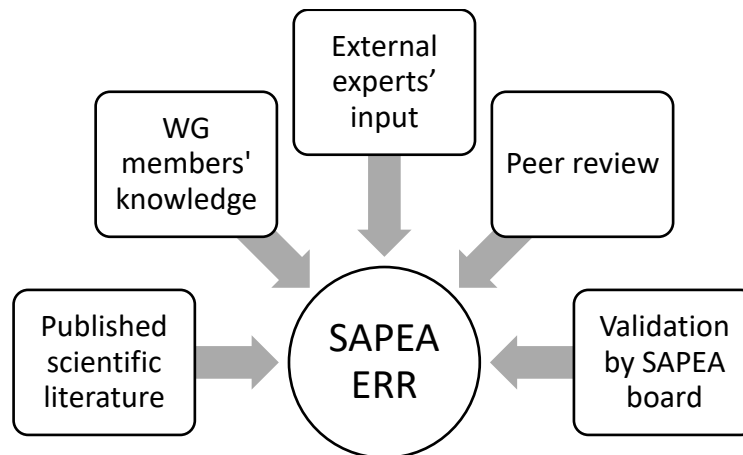 External
experts’
input
WG
members'
knowledge
Peer review
Published
scientific
literature
SAPEA
ERR
Validation
by SAPEA
board